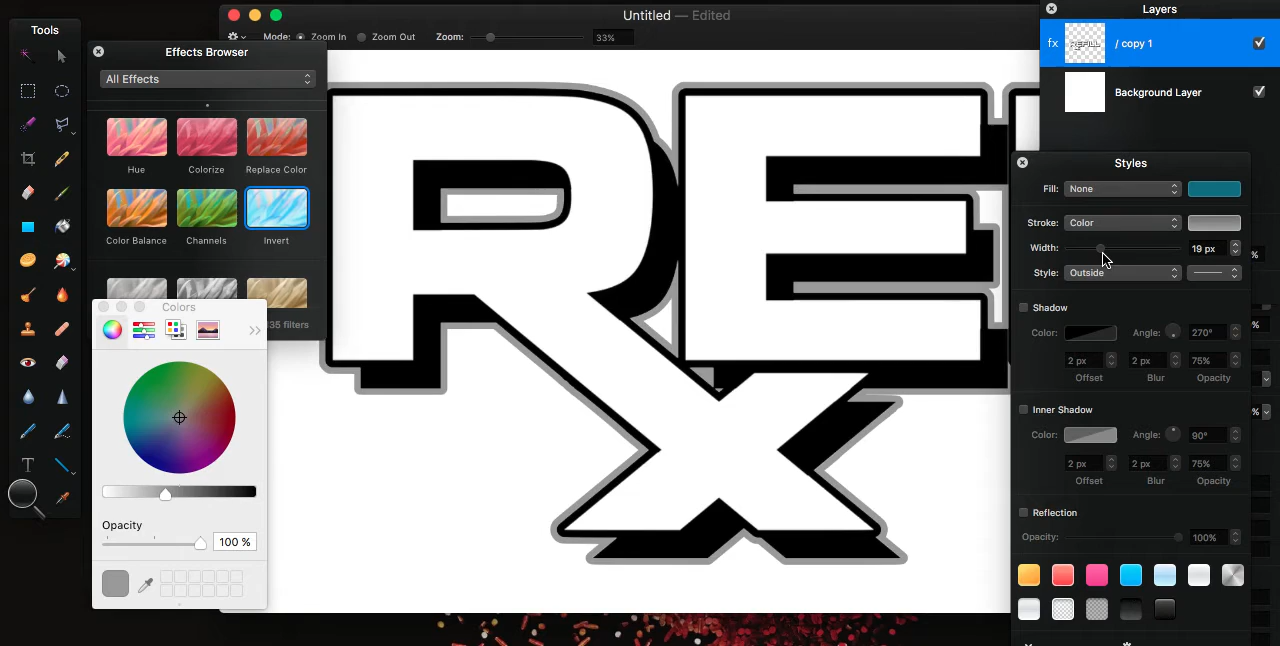 Untitled — Edited
Mode: Zoom In Zoom Out Zoom: 33%
Tools
Effects Browser
All Effects
Hue Colorize Replace Color
Color Balance Channels Invert
135 filters
Colors
Opacity
100 %
RE
X
Layers
fx / copy 1
Background Layer
Styles
Fill: None
Stroke: Color
Width: 19 px
Style: Outside
Shadow
Color: Angle: 270°
2 px 2 px 75%
Offset Blur Opacity
Inner Shadow
Color: Angle: 90°
2 px 2 px 75%
Offset Blur Opacity
Reflection
Opacity: 100%
%
%
%
T
REFILL